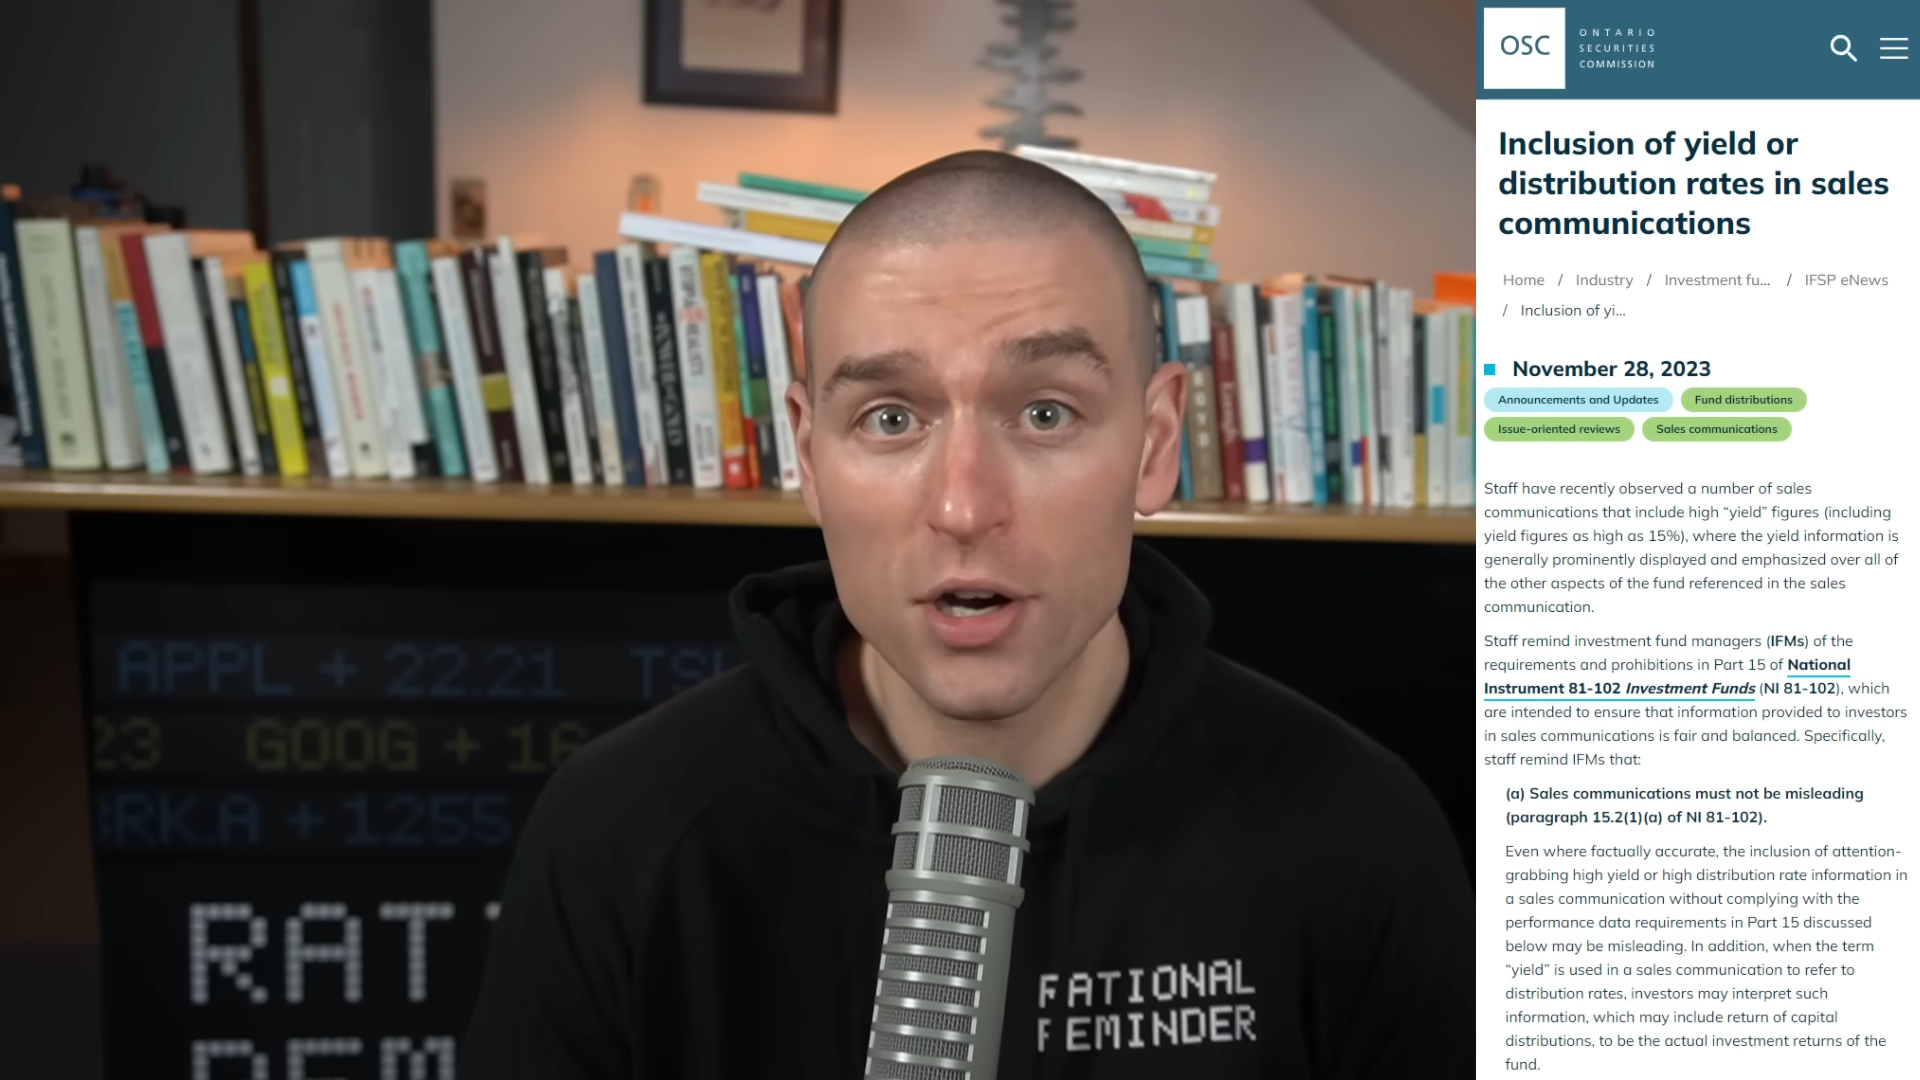 APPL + 22.21 TSL
23 GOOG + 16
BRK.A + 1255
RAT
REM
FATIONAL
FEMINDER
OSC
ONTARIO
SECURITIES
COMMISSION
Inclusion of yield or
distribution rates in sales
communications
Home / Industry / Investment fu... / IFSP eNews
/ Inclusion of yi...
November 28, 2023
Announcements and Updates
Fund distributions
Issue-oriented reviews
Sales communications
Staff have recently observed a number of sales
communications that include high “yield” figures (including
yield figures as high as 15%), where the yield information is
generally prominently displayed and emphasized over all of
the other aspects of the fund referenced in the sales
communication.
Staff remind investment fund managers (IFMs) of the
requirements and prohibitions in Part 15 of National
Instrument 81-102 Investment Funds (NI 81-102), which
are intended to ensure that information provided to investors
in sales communications is fair and balanced. Specifically,
staff remind IFMs that:
(a) Sales communications must not be misleading
(paragraph 15.2(1)(a) of NI 81-102).
Even where factually accurate, the inclusion of attention-
grabbing high yield or high distribution rate information in
a sales communication without complying with the
performance data requirements in Part 15 discussed
below may be misleading. In addition, when the term
“yield” is used in a sales communication to refer to
distribution rates, investors may interpret such
information, which may include return of capital
distributions, to be the actual investment returns of the
fund.